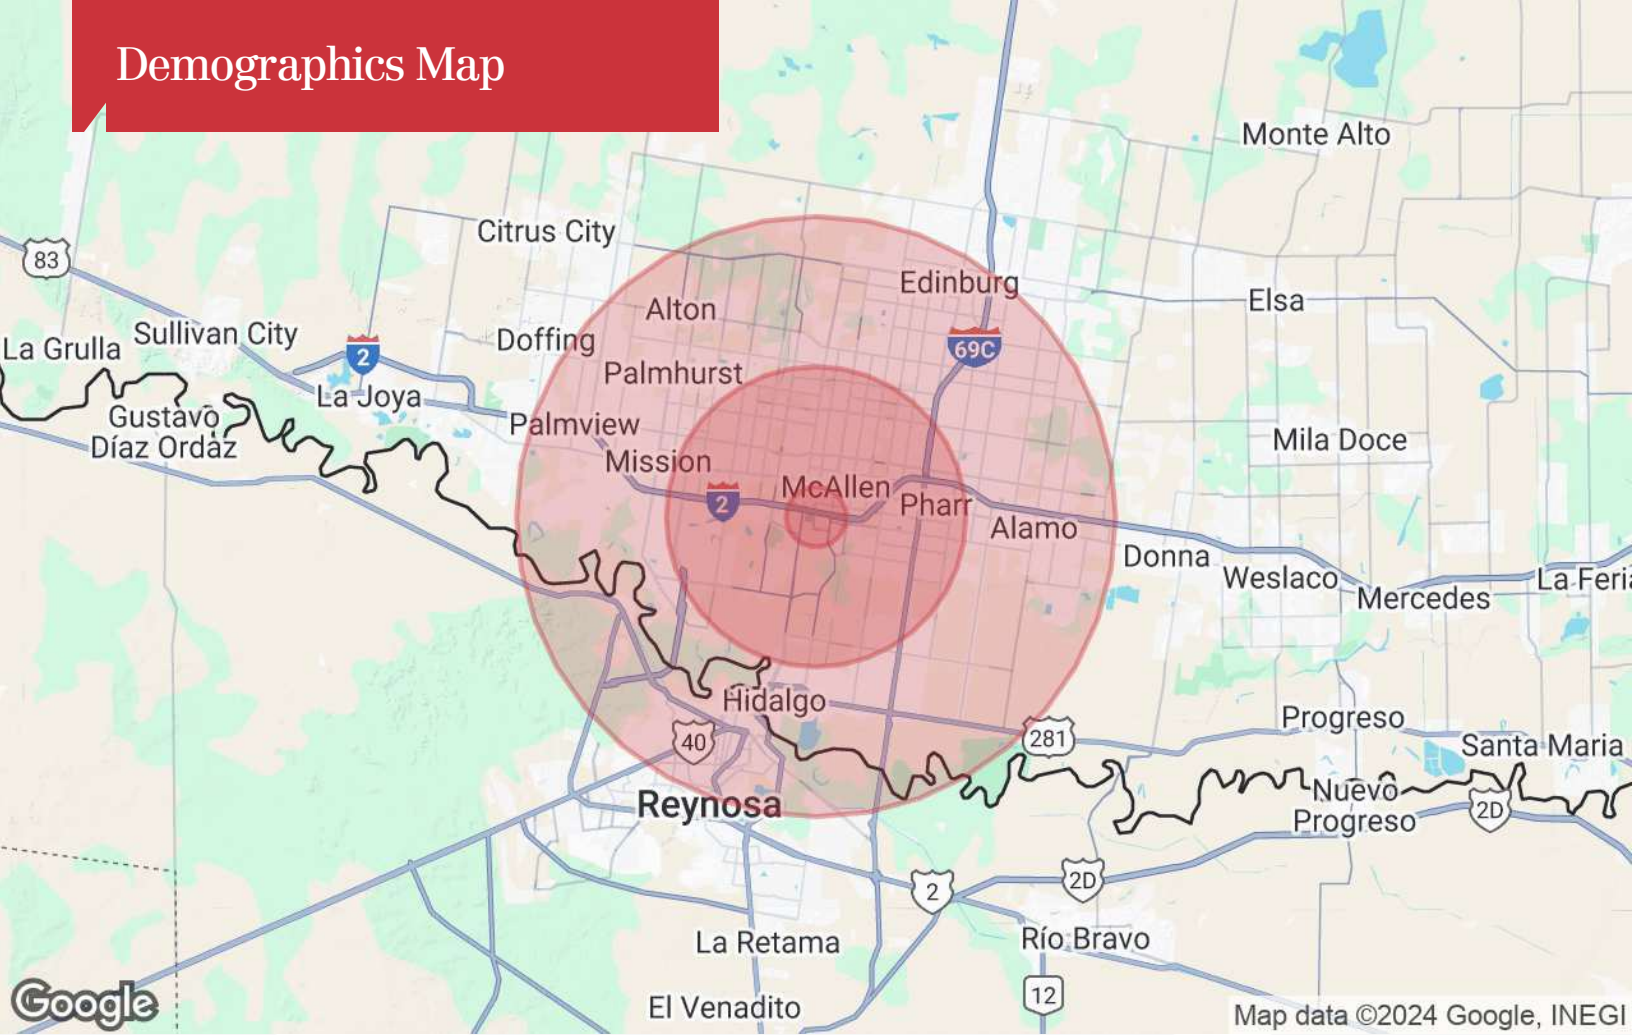 Demographics Map
Monte Alto
Citrus City
83
Edinburg
Elsa
Alton
Sullivan City
Doffing
La Grulla
2
69C
Palmhurst
La Joya
Gustavo
Díaz Ordaz
Palmview
Mila Doce
Mission
McAllen
2
Pharr
Alamo
Donna
Weslaco
La Feria
Mercedes
Hidalgo
Progreso
40
281
Santa Maria
Nuevo
Progreso
Reynosa
2D
2D
2
La Retama
Río Bravo
12
El Venadito
Google
Map data ©2024 Google, INEGI